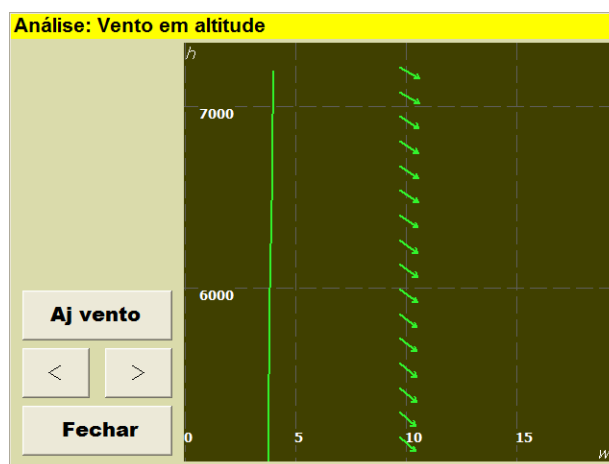 Análise: Vento em altitude
h
7000
6000
Aj vento
< >
Fechar
0 5 10 15
w